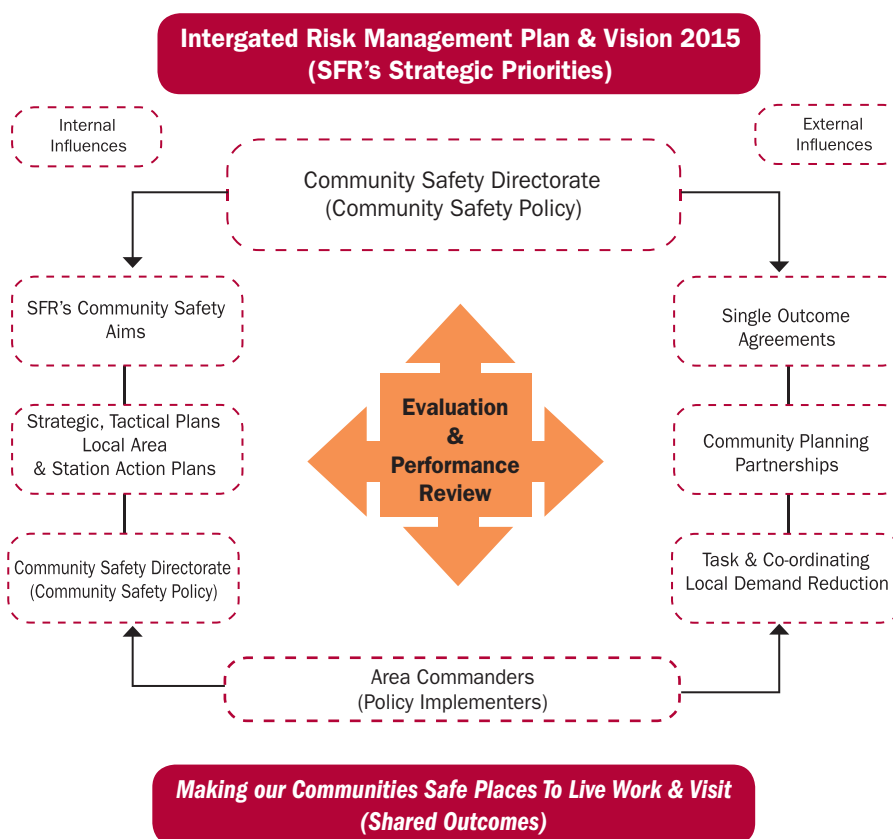 Intergated Risk Management Plan & Vision 2015
(SFR's Strategic Priorities)
Internal
Influences
External
Influences
Community Safety Directorate
(Community Safety Policy)
SFR's Community Safety
Aims
Single Outcome
Agreements
Evaluation
&
Performance
Review
Strategic, Tactical Plans
Local Area
& Station Action Plans
Community Planning
Partnerships
Community Safety Directorate
(Community Safety Policy)
Task & Co-ordinating
Local Demand Reduction
Area Commanders
(Policy Implementers)
Making our Communities Safe Places To Live Work & Visit
(Shared Outcomes)